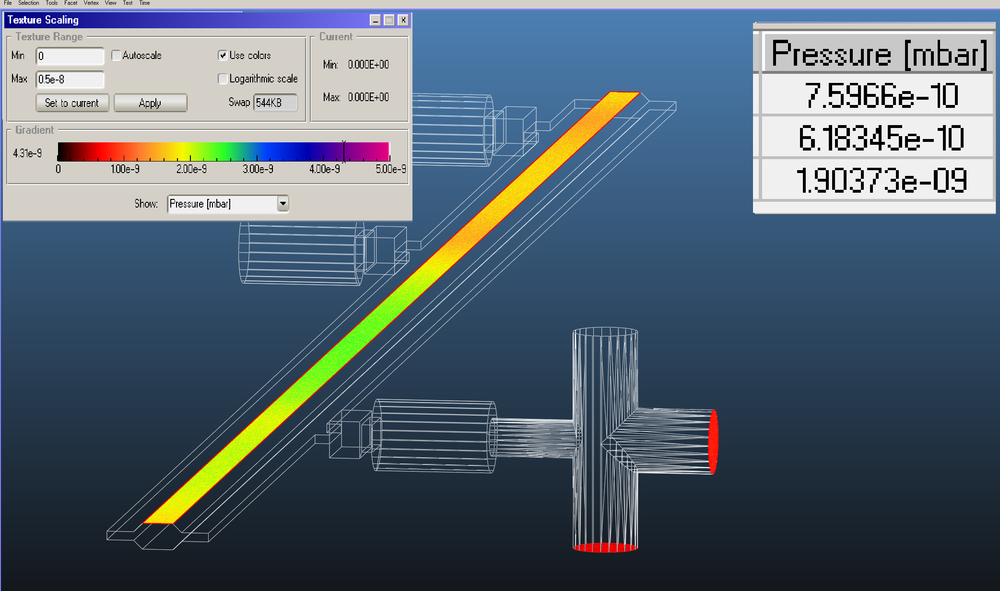 File Selection Tools Facet Vertex View Test Time
Texture Scaling
Texture Range
Min 0 Autoscale Use colors
Max 0.5e-8 Logarithmic scale
Set to current Apply Swap 544KB
Current
Min: 0.000E+00
Max: 0.000E+00
Gradient
4.31e-9
0 1.00e-9 2.00e-9 3.00e-9 4.00e-9 5.00e-9
Show: Pressure [mbar]
Pressure [mbar]
7.5966e-10
6.18345e-10
1.90373e-09